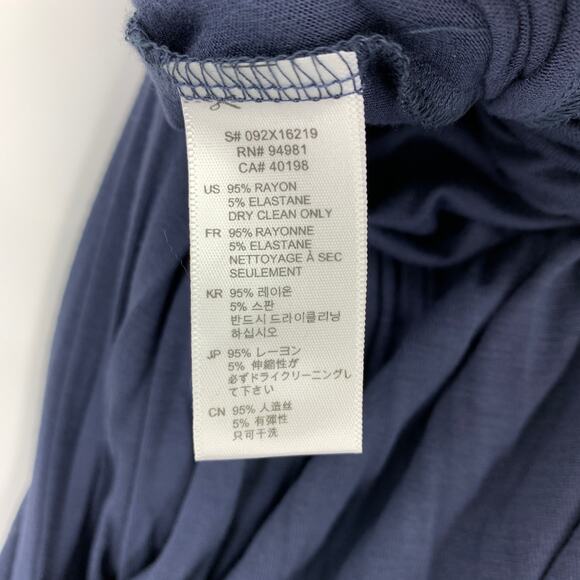 S# 092X16219
RN# 94981
CA# 40198
US 95% RAYON
5% ELASTANE
DRY CLEAN ONLY
FR 95% RAYONNE
5% ELASTANE
NETTOYAGE À SEC
SEULEMENT
KR 95% 레이온
5% 스판
반드시 드라이클리닝
하십시오
JP 95% レーヨン
5% 伸縮性が
必ずドライクリーニングし
て下さい
CN 95% 人造丝
5% 有弹性
只可干洗